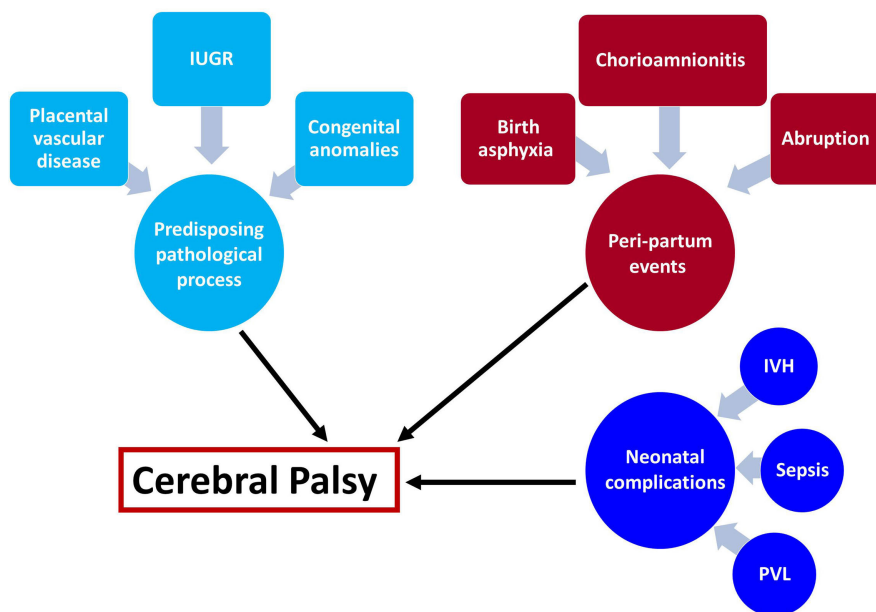 IUGR
Placental
vascular
disease
Congenital
anomalies
Predisposing
pathological
process
Chorioamnionitis
Birth
asphyxia
Abruption
Peri-partum
events
IVH
Neonatal
complications
Sepsis
PVL
Cerebral Palsy